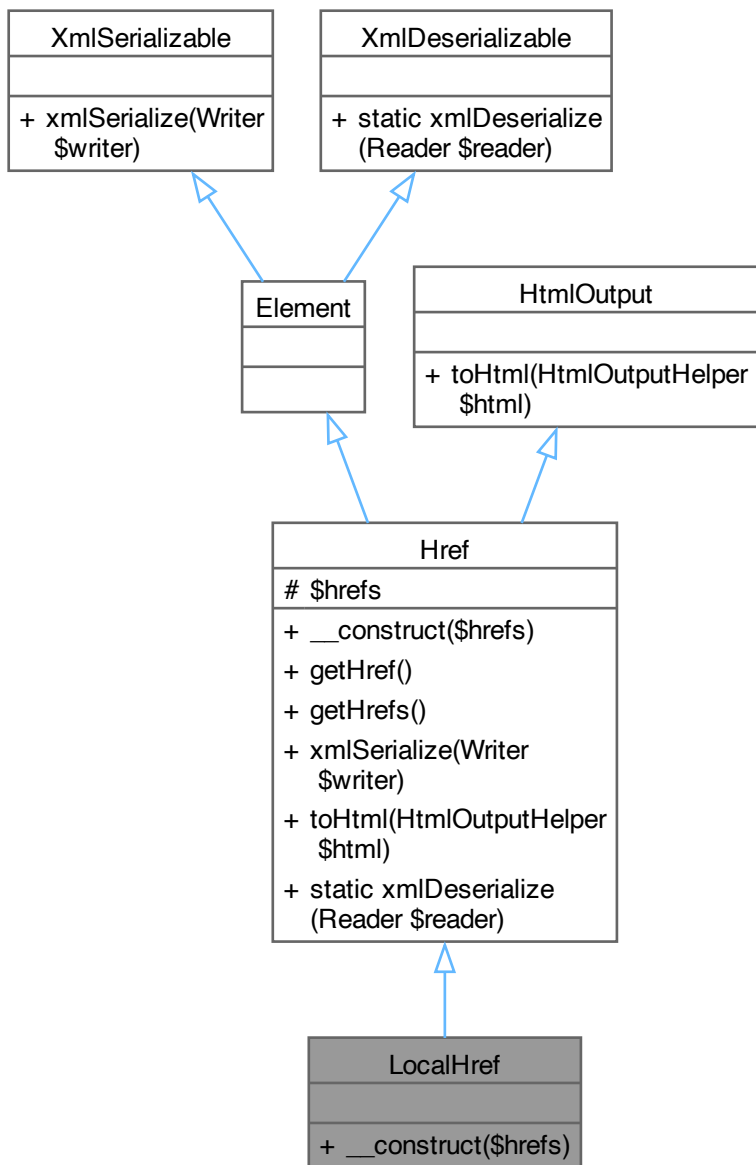 XmlSerializable
+ xmlSerialize(Writer
$writer)
XmlDeserializable
+ static xmlDeserialize
(Reader $reader)
Element
HtmlOutput
+ toHtml(HtmlOutputHelper
$html)
Href
# $hrefs
+ __construct($hrefs)
+ getHref()
+ getHrefs()
+ xmlSerialize(Writer
$writer)
+ toHtml(HtmlOutputHelper
$html)
+ static xmlDeserialize
(Reader $reader)
LocalHref
+ __construct($hrefs)